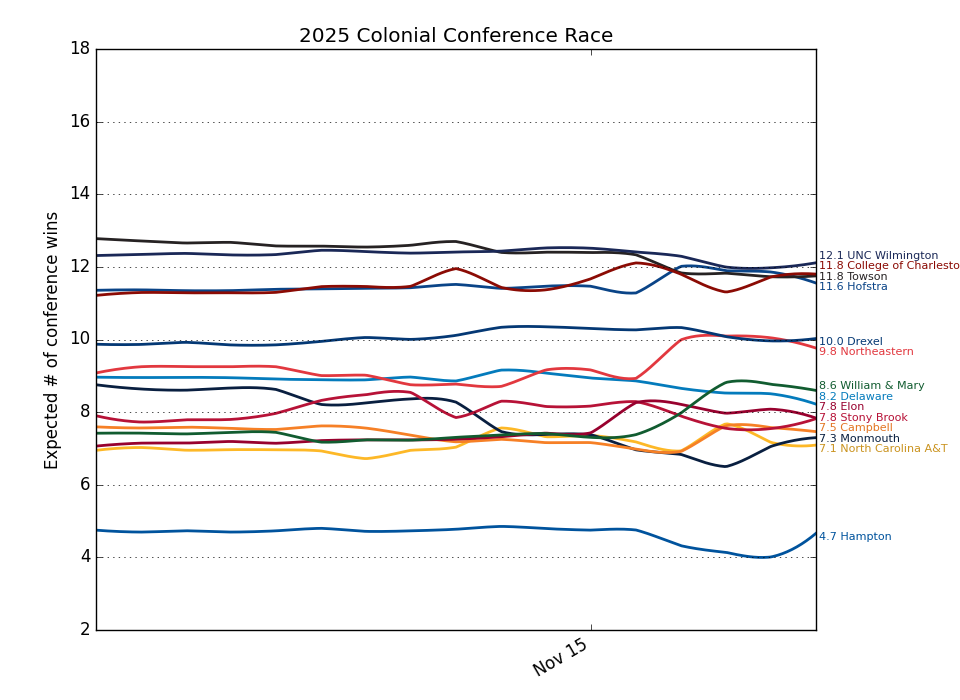 2025 Colonial Conference Race
Expected # of conference wins
18
16
14
12
10
8
6
4
2
12.1 UNC Wilmington
11.8 College of Charlesto
11.8 Towson
11.6 Hofstra
10.0 Drexel
9.8 Northeastern
8.6 William & Mary
8.2 Delaware
7.8 Elon
7.8 Stony Brook
7.5 Campbell
7.3 Monmouth
7.1 North Carolina A&T
4.7 Hampton
Nov 15